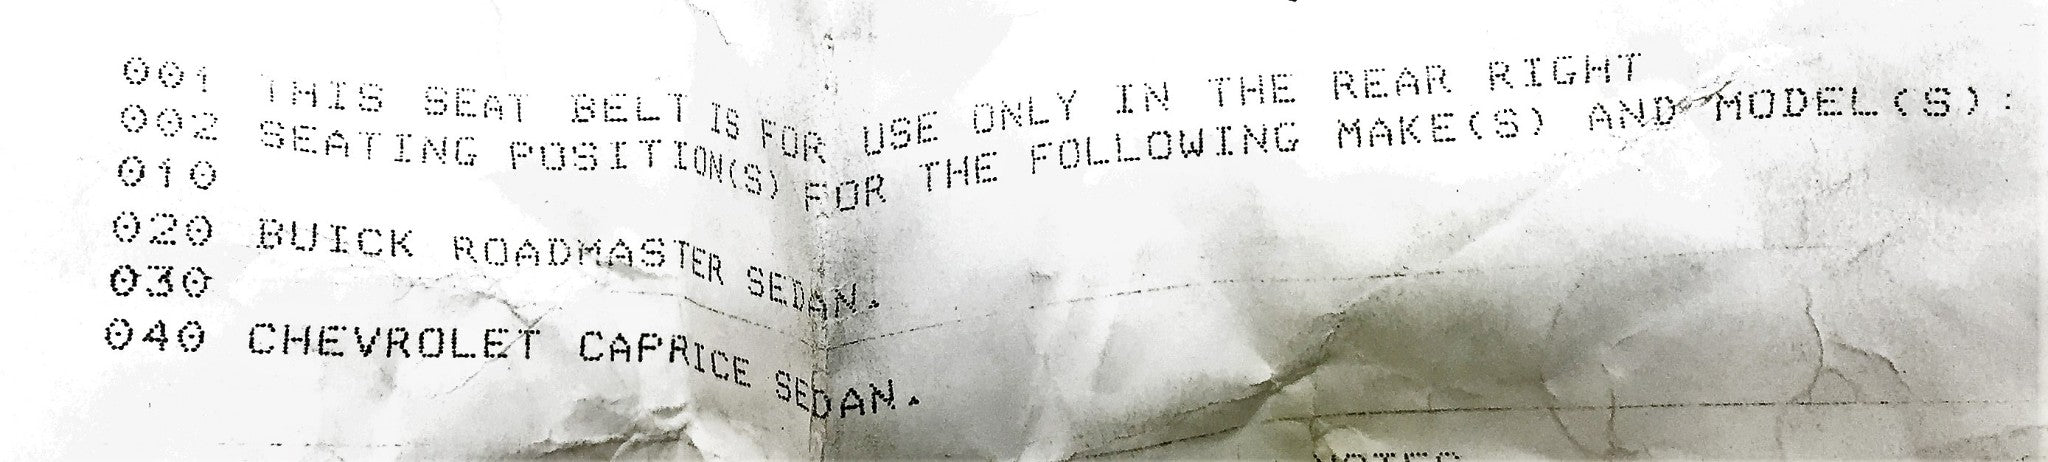 001 THIS SEAT BELT IS FOR USE ONLY IN THE REAR RIGHT
002 SEATING POSITION(S) FOR THE FOLLOWING MAKE(S) AND MODEL(S):
010
020 BUICK ROADMASTER SEDAN.
030
040 CHEVROLET CAPRICE SEDAN.